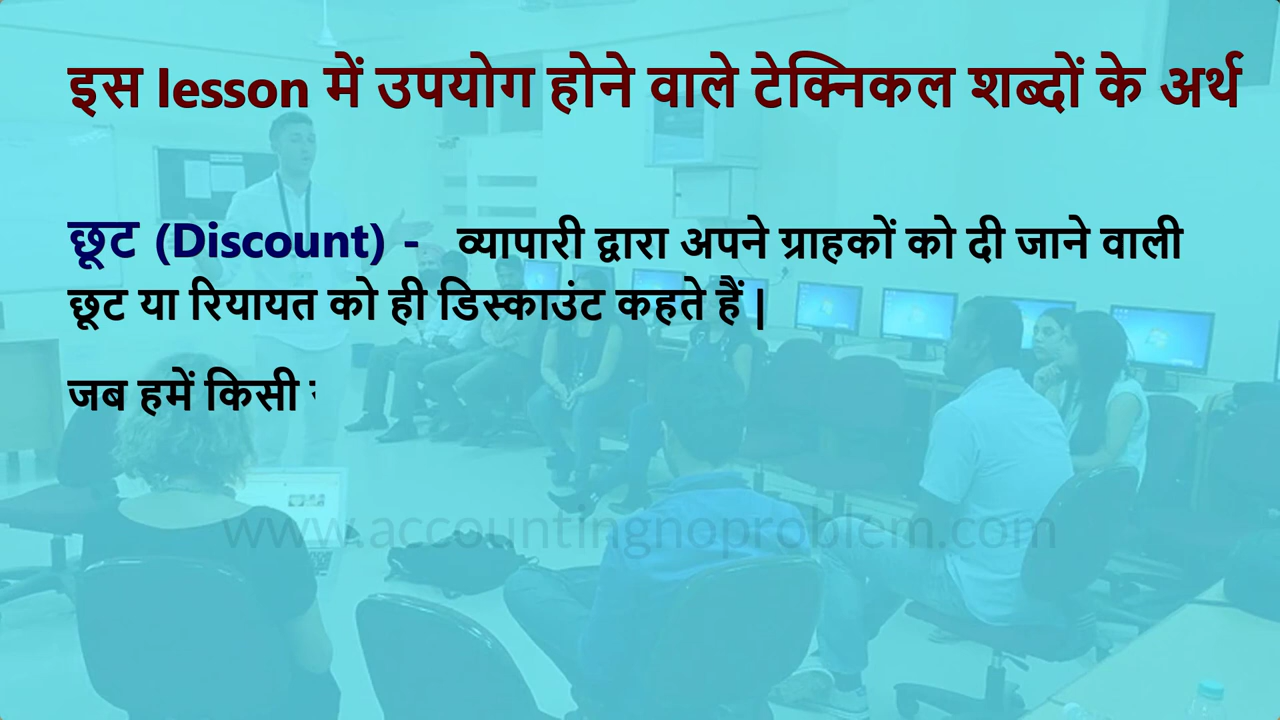 इस lesson में उपयोग होने वाले टेक्निकल शब्दों के अर्थ
छूट (Discount) - व्यापारी द्वारा अपने ग्राहकों को दी जाने वाली
छूट या रियायत को ही डिस्काउंट कहते हैं |
जब हमें किसी
www.accountingnoproblem.com